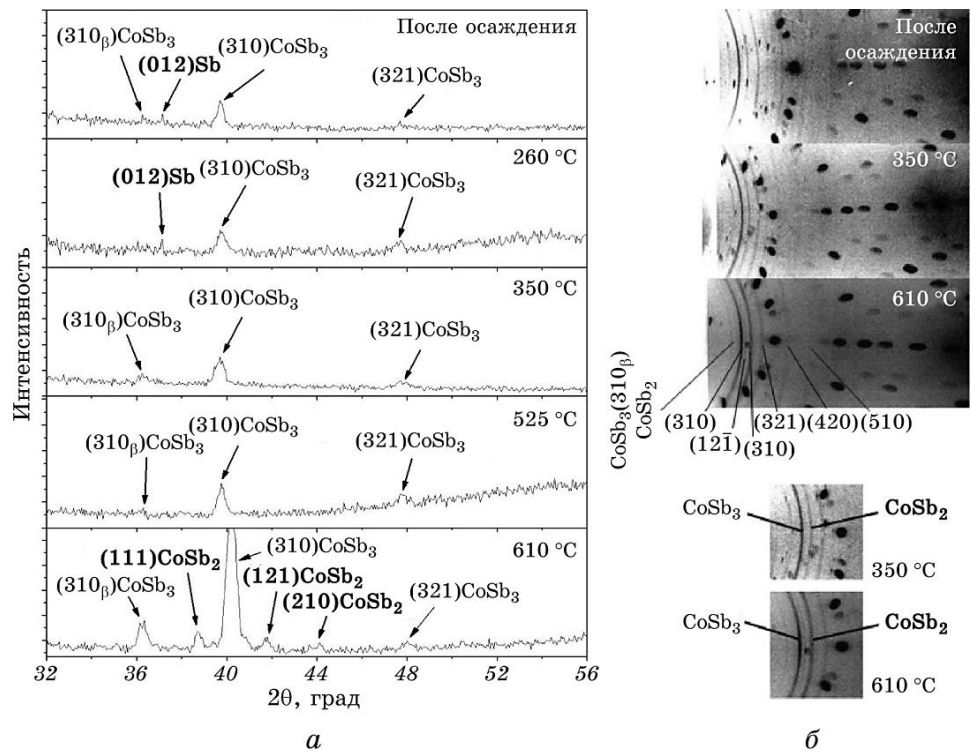 После осаждения
(310β)CoSb3
(012)Sb
(310)CoSb3
(321)CoSb3
260 °C
(012)Sb
(310)CoSb3
(321)CoSb3
350 °C
(310β)CoSb3
(310)CoSb3
(321)CoSb3
525 °C
(310β)CoSb3
(310)CoSb3
(321)CoSb3
610 °C
(310β)CoSb3
(111)CoSb2
(310)CoSb3
(121)CoSb2
(210)CoSb2
(321)CoSb3
Интенсивность
32 36 40 44 48 52 56
2θ, град
а
После
осаждения
350 °C
610 °C
CoSb3(310β)
CoSb2
(310) (321)(420)(510)
(121̄)(310)
CoSb3 CoSb2
350 °C
CoSb3 CoSb2
610 °C
б